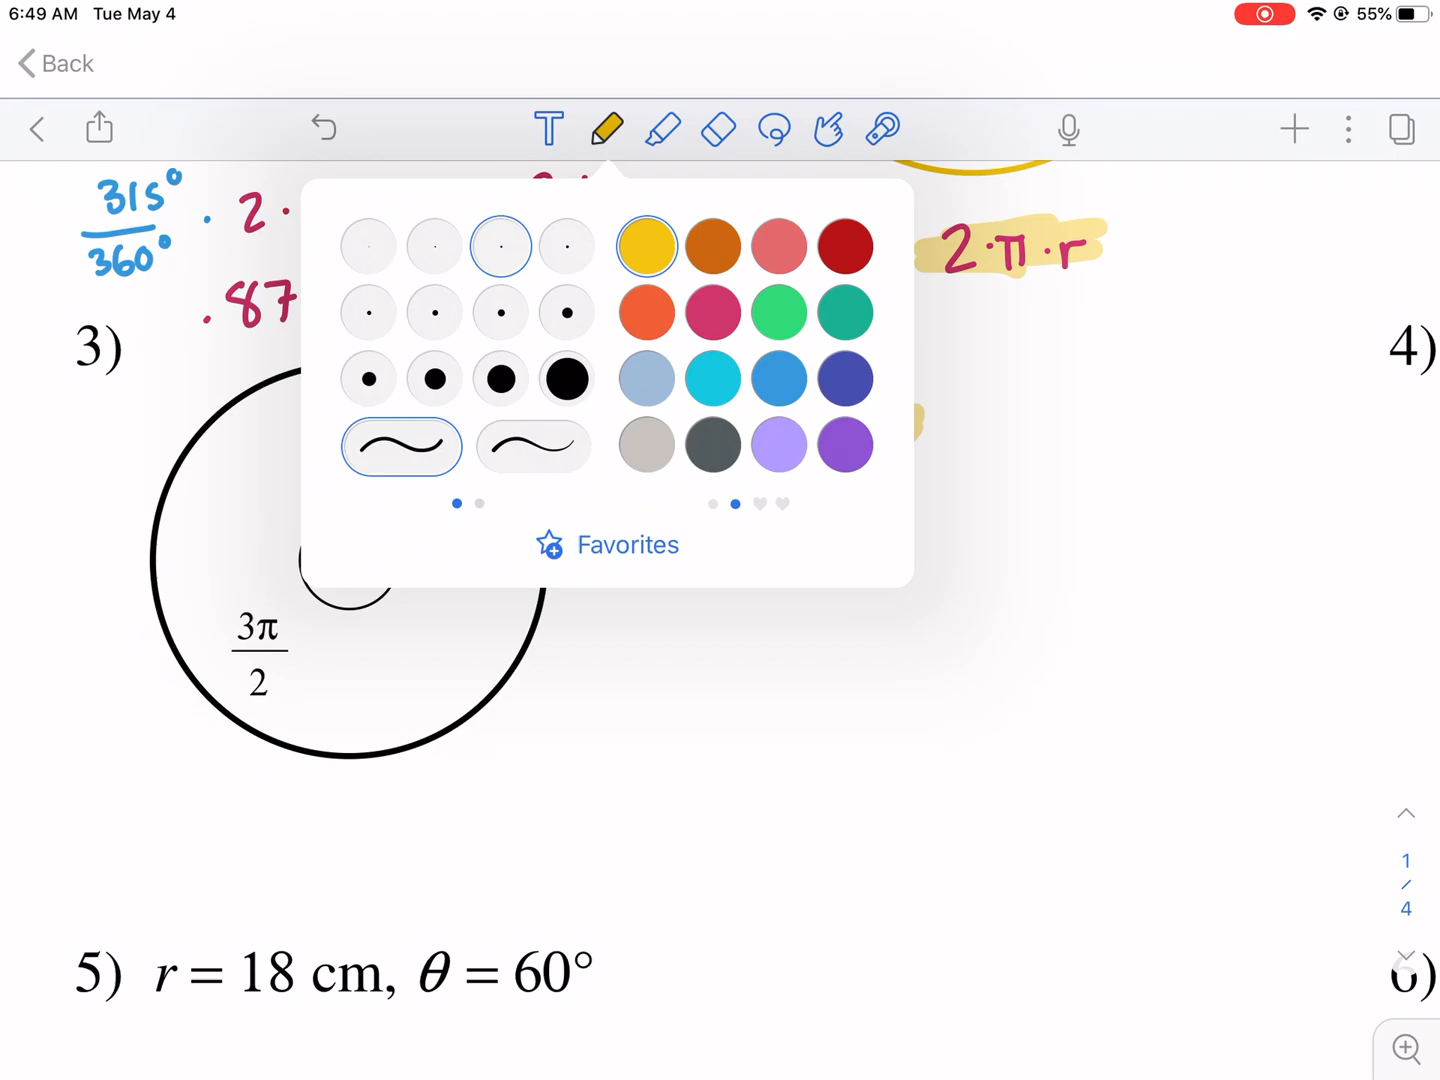 6:49 AM Tue May 4
55%
Back
T
315°
360°
· 2 ·
2 · π · r
.87
3)
4)
Favorites
3π
2
1
/
4
5) r = 18 cm, θ = 60°
6)